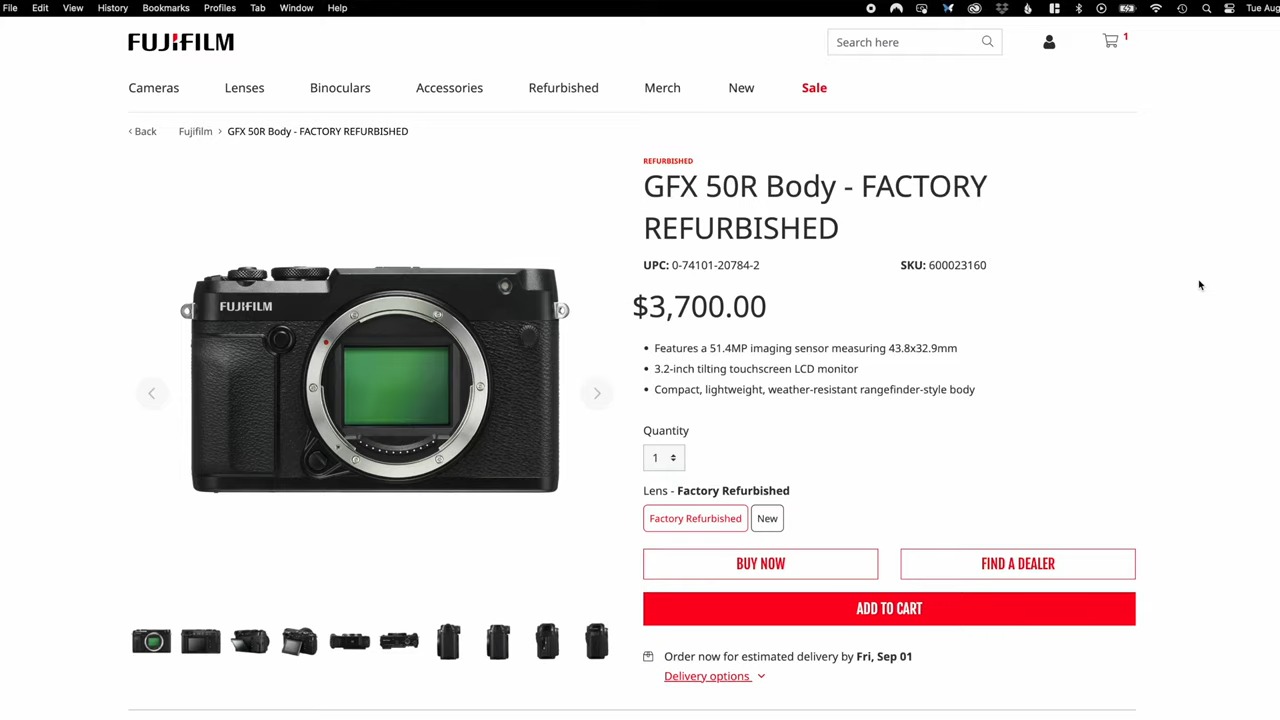 File Edit View History Bookmarks Profiles Tab Window Help Tue Aug
FUJIFILM
Search here
1
Cameras Lenses Binoculars Accessories Refurbished Merch New Sale
‹ Back Fujifilm › GFX 50R Body - FACTORY REFURBISHED
REFURBISHED
GFX 50R Body - FACTORY
REFURBISHED
UPC: 0-74101-20784-2 SKU: 600023160
$3,700.00
FUJIFILM
• Features a 51.4MP imaging sensor measuring 43.8x32.9mm
• 3.2-inch tilting touchscreen LCD monitor
• Compact, lightweight, weather-resistant rangefinder-style body
Quantity
1
Lens - Factory Refurbished
Factory Refurbished New
BUY NOW FIND A DEALER
ADD TO CART
Order now for estimated delivery by Fri, Sep 01
Delivery options